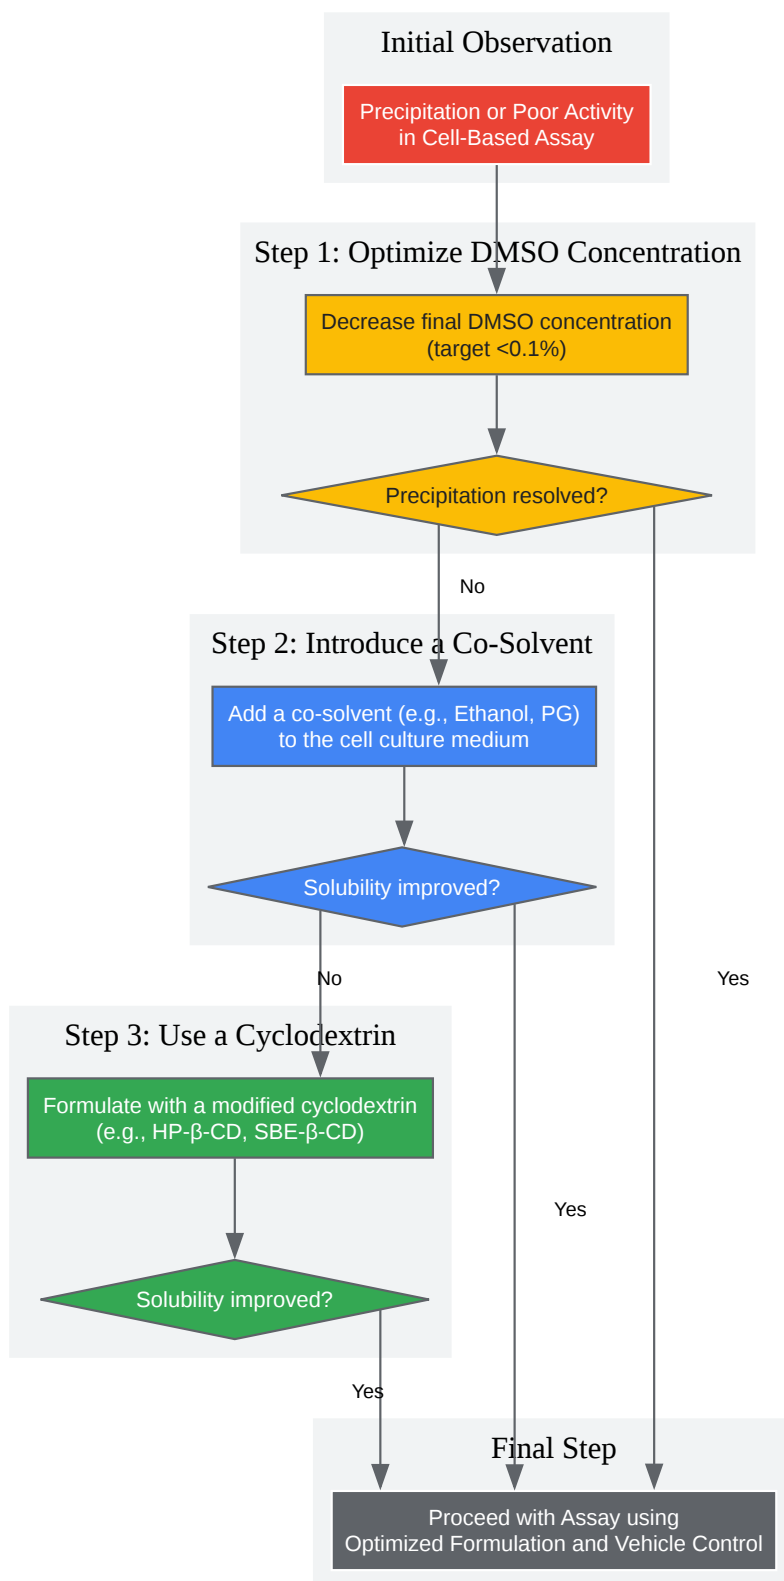 Initial Observation
Precipitation or Poor Activity
in Cell-Based Assay
Step 1: Optimize DMSO Concentration
Decrease final DMSO concentration
(target <0.1%)
Precipitation resolved?
No
Step 2: Introduce a Co-Solvent
Add a co-solvent (e.g., Ethanol, PG)
to the cell culture medium
Solubility improved?
No
Yes
Step 3: Use a Cyclodextrin
Formulate with a modified cyclodextrin
(e.g., HP-β-CD, SBE-β-CD)
Yes
Solubility improved?
Yes
Final Step
Proceed with Assay using
Optimized Formulation and Vehicle Control